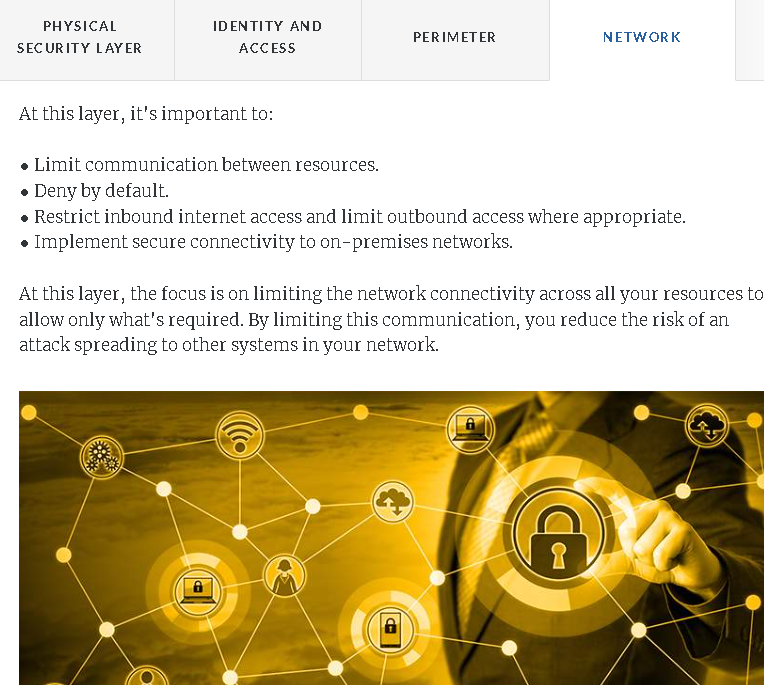 PHYSICAL
SECURITY LAYER
IDENTITY AND
ACCESS
PERIMETER
NETWORK
At this layer, it's important to:
• Limit communication between resources.
• Deny by default.
• Restrict inbound internet access and limit outbound access where appropriate.
• Implement secure connectivity to on-premises networks.
At this layer, the focus is on limiting the network connectivity across all your resources to
allow only what's required. By limiting this communication, you reduce the risk of an
attack spreading to other systems in your network.